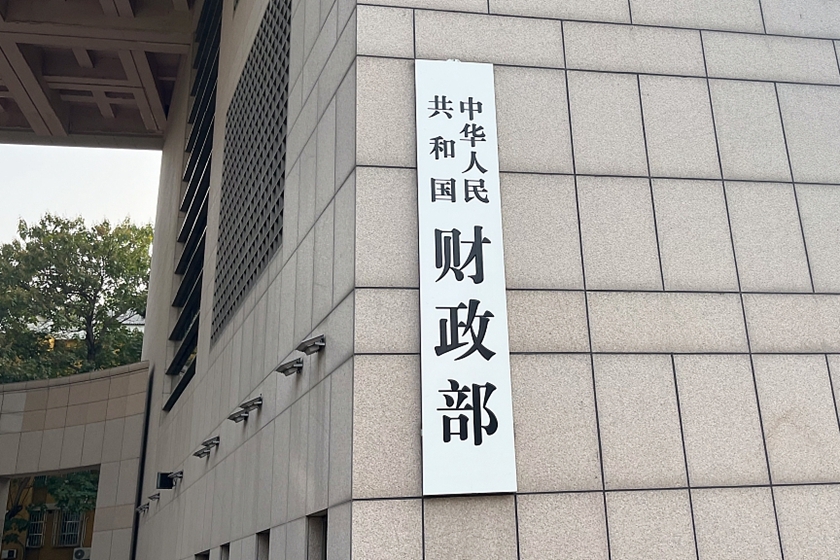 中华人民
共和国
财政部